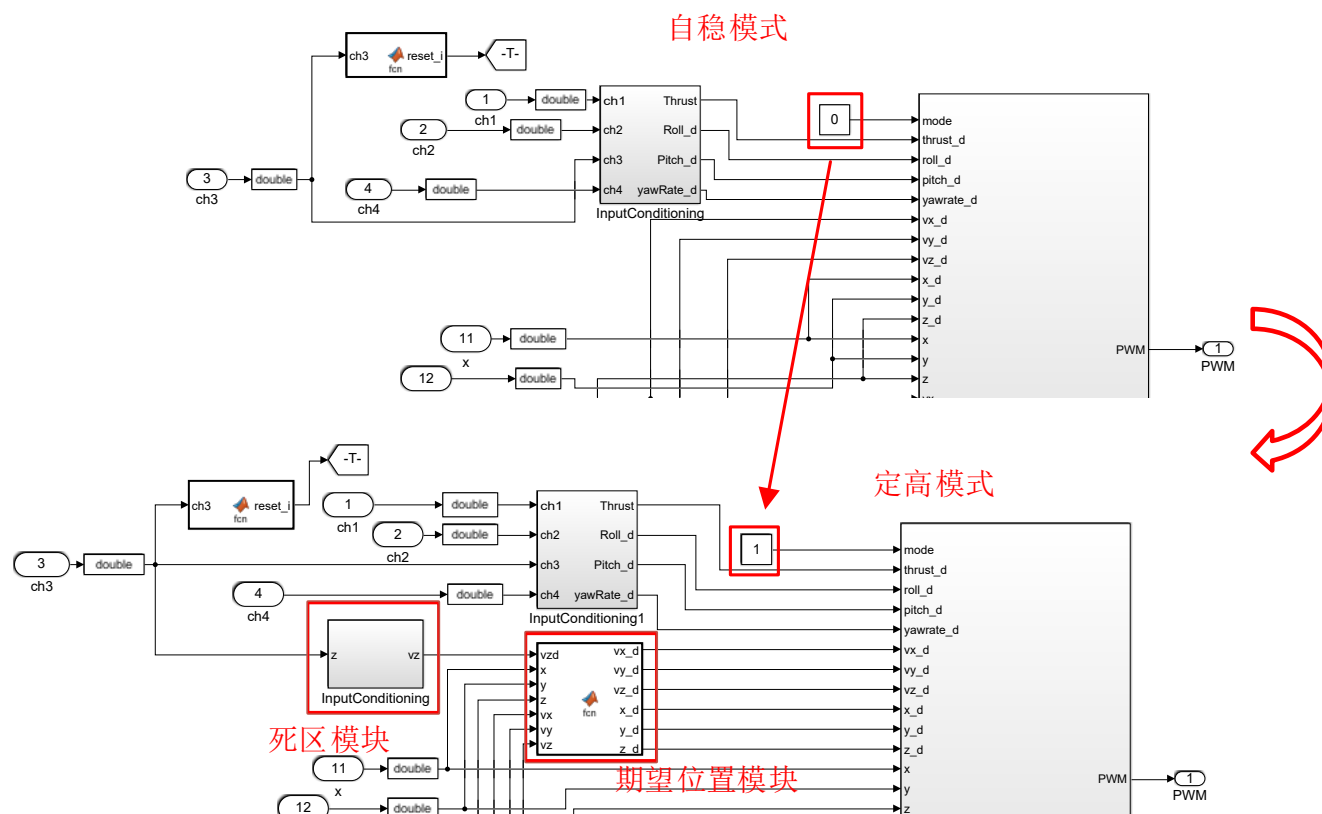 自稳模式
ch3
fcn
reset_i
-T-
1
ch1
double
2
ch2
double
3
ch3
double
4
ch4
double
ch1
ch2
ch3
ch4
Thrust
Roll_d
Pitch_d
yawRate_d
InputConditioning
0
mode
thrust_d
roll_d
pitch_d
yawrate_d
vx_d
vy_d
vz_d
x_d
y_d
z_d
x
y
z
PWM
1
PWM
11
x
double
12
double
定高模式
-T-
ch3
fcn
reset_i
1
ch1
double
2
ch2
double
3
ch3
double
4
ch4
double
ch1
ch2
ch3
ch4
Thrust
Roll_d
Pitch_d
yawRate_d
InputConditioning1
1
z
vz
InputConditioning
死区模块
vzd
x
y
z
vx
vy
vz
fcn
vx_d
vy_d
vz_d
x_d
y_d
z_d
期望位置模块
mode
thrust_d
roll_d
pitch_d
yawrate_d
vx_d
vy_d
vz_d
x_d
y_d
z_d
x
y
z
PWM
1
PWM
11
x
double
12
double